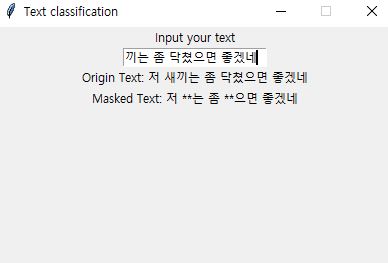 Text classification
Input your text
끼는 좀 닥쳤으면 좋겠네
Origin Text: 저 새끼는 좀 닥쳤으면 좋겠네
Masked Text: 저 **는 좀 **으면 좋겠네